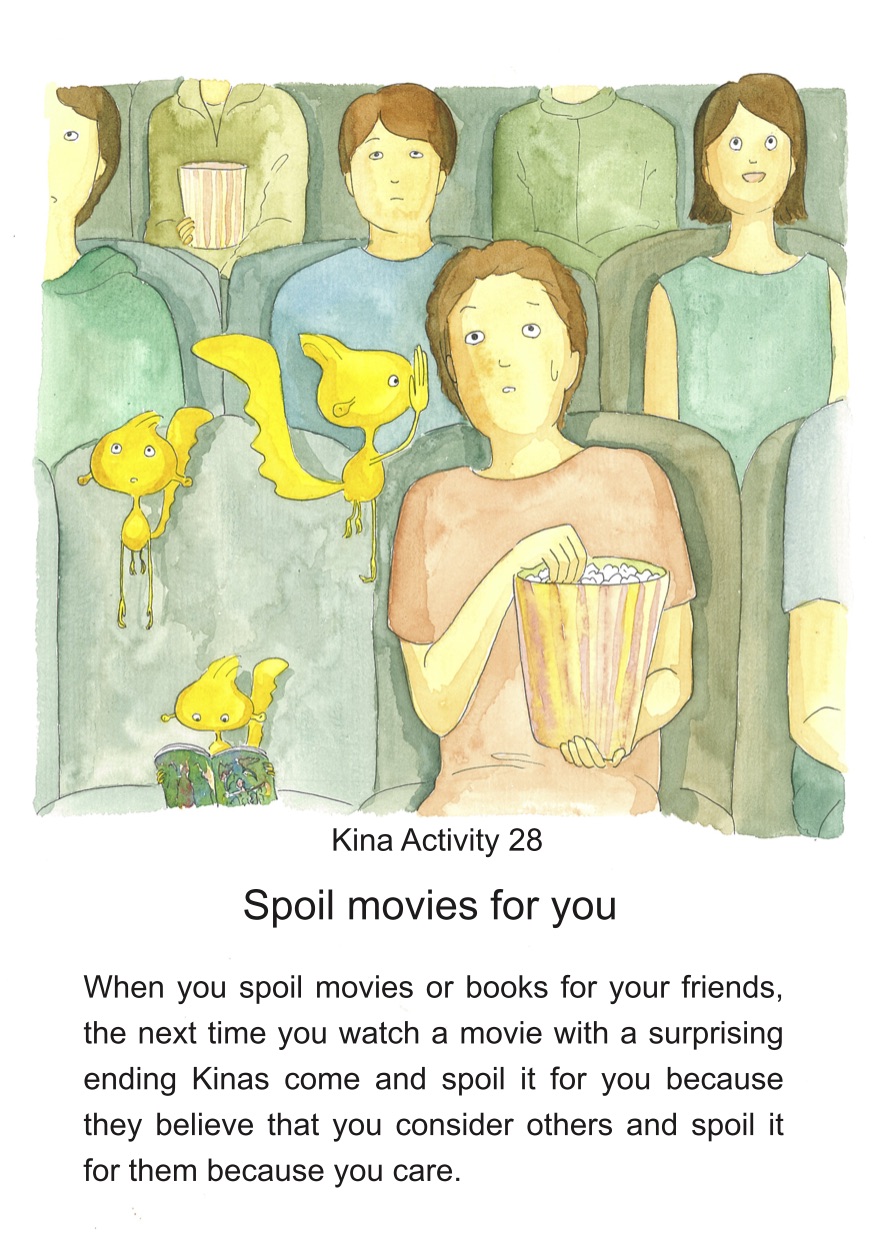 Kina Activity 28
Spoil movies for you
When you spoil movies or books for your friends,
the next time you watch a movie with a surprising
ending Kinas come and spoil it for you because
they believe that you consider others and spoil it
for them because you care.